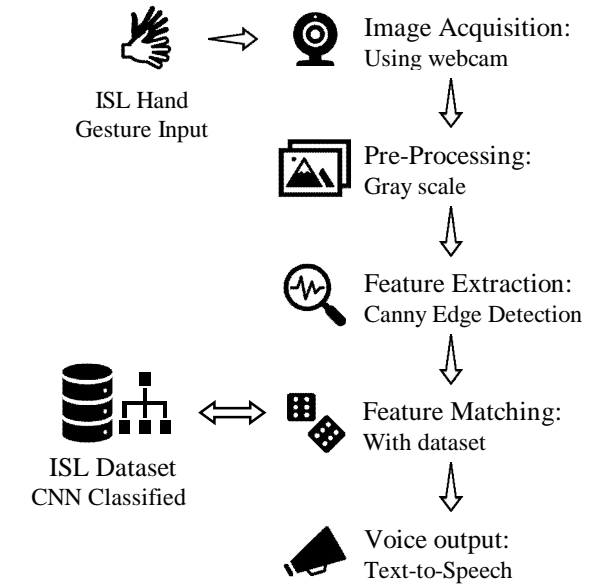 ISL Hand
Gesture Input
Image Acquisition:
Using webcam
Pre-Processing:
Gray scale
Feature Extraction:
Canny Edge Detection
ISL Dataset
CNN Classified
Feature Matching:
With dataset
Voice output:
Text-to-Speech